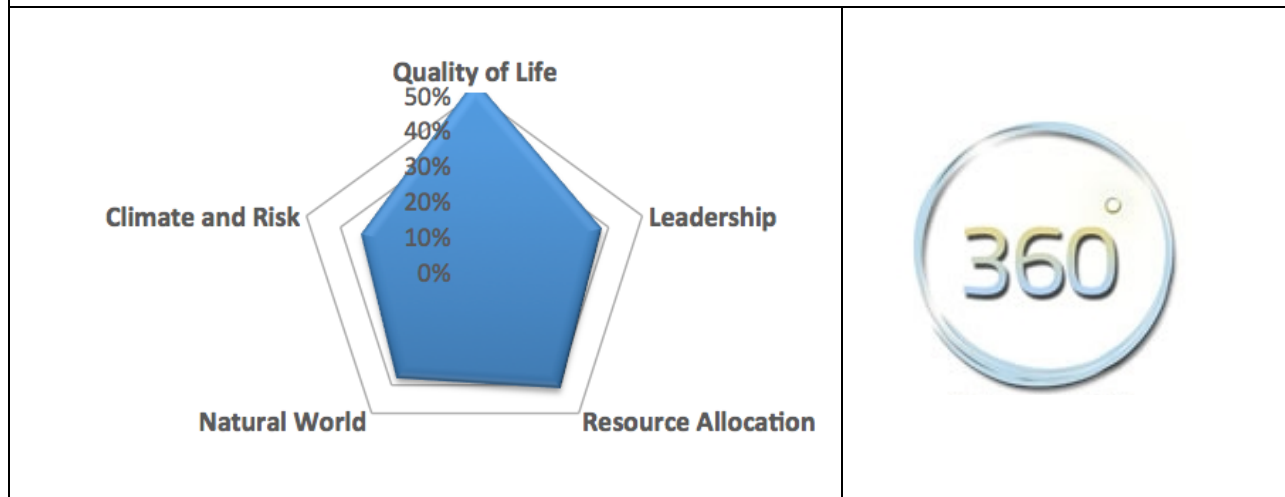 Quality of Life
50%
40%
30%
20%
10%
0%
Climate and Risk
Leadership
Natural World
Resource Allocation
360°